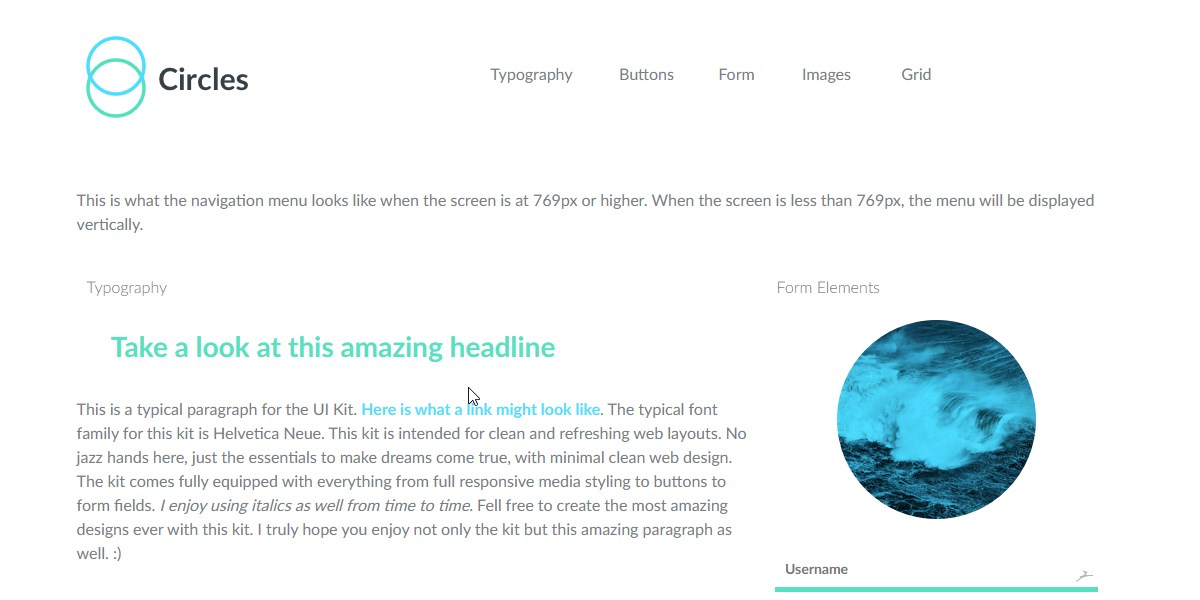 Circles
Typography Buttons Form Images Grid
This is what the navigation menu looks like when the screen is at 769px or higher. When the screen is less than 769px, the menu will be displayed
vertically.
Typography
Take a look at this amazing headline
This is a typical paragraph for the UI Kit. Here is what a link might look like. The typical font
family for this kit is Helvetica Neue. This kit is intended for clean and refreshing web layouts. No
jazz hands here, just the essentials to make dreams come true, with minimal clean web design.
The kit comes fully equipped with everything from full responsive media styling to buttons to
form fields. I enjoy using italics as well from time to time. Fell free to create the most amazing
designs ever with this kit. I truly hope you enjoy not only the kit but this amazing paragraph as
well. :)
Form Elements
Username